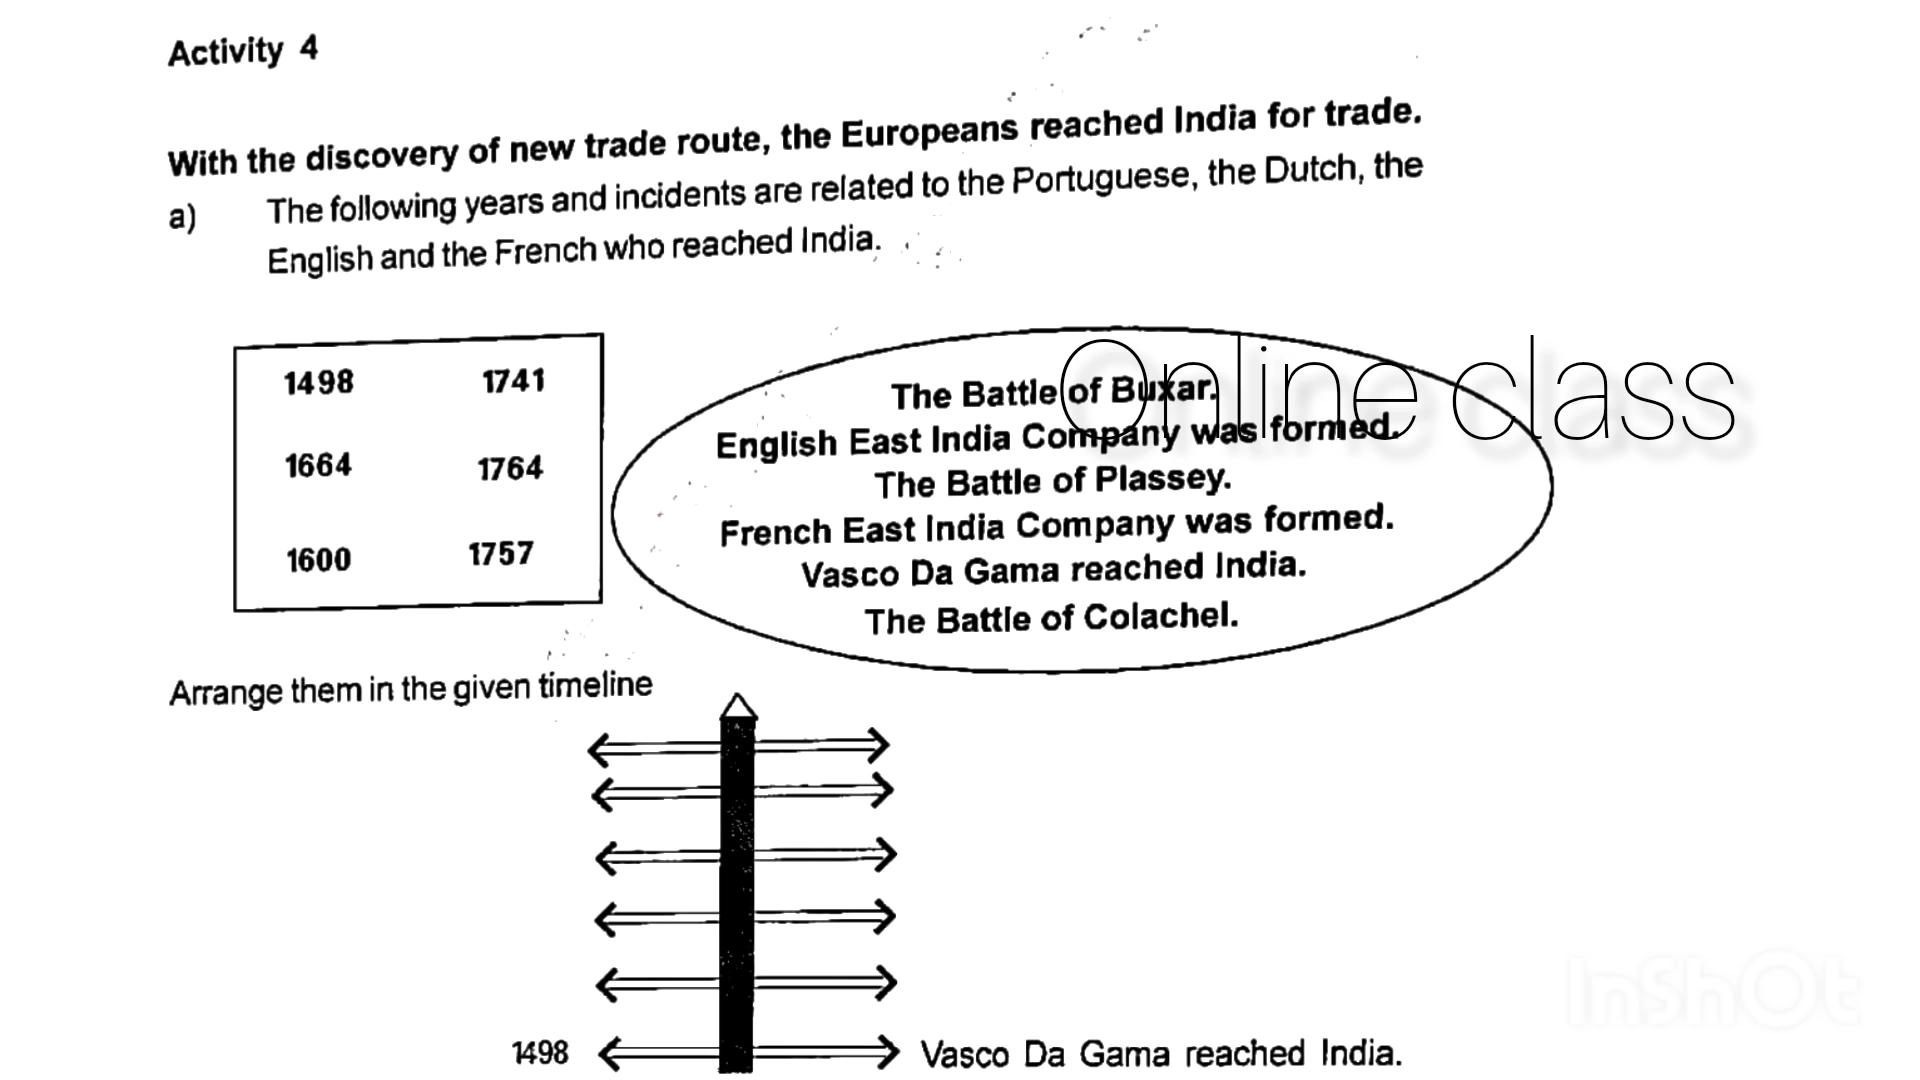 Activity 4
With the discovery of new trade route, the Europeans reached India for trade.
a) The following years and incidents are related to the Portuguese, the Dutch, the
English and the French who reached India.
1498 1741
1664 1764
1600 1757
The Battle of Buxar.
English East India Company was formed.
The Battle of Plassey.
French East India Company was formed.
Vasco Da Gama reached India.
The Battle of Colachel.
Online class
Arrange them in the given timeline
1498 Vasco Da Gama reached India.
InShOt